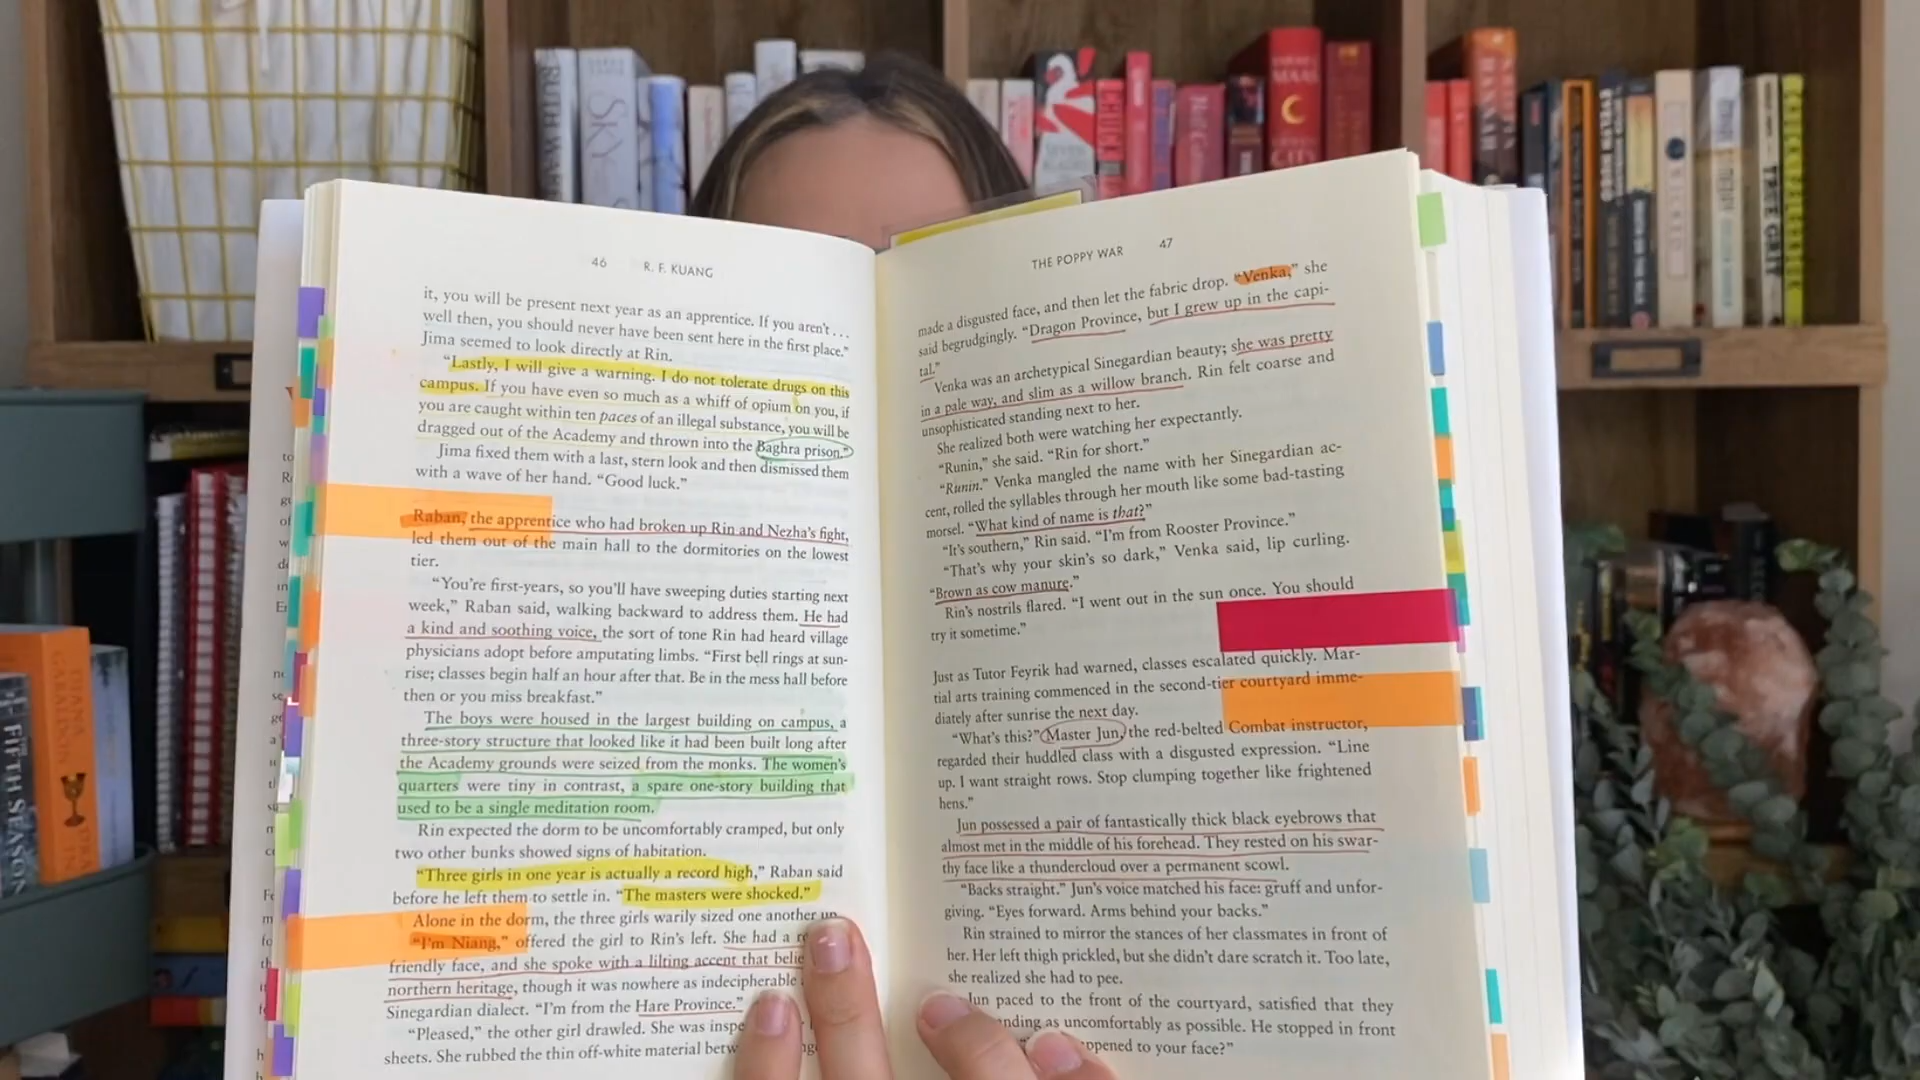 46 R. F. KUANG
it, you will be present next year as an apprentice. If you aren't . . .
well then, you should never have been sent here in the first place."
Jima seemed to look directly at Rin.
"Lastly, I will give a warning. I do not tolerate drugs on this
campus. If you have even so much as a whiff of opium on you, if
you are caught within ten paces of an illegal substance, you will be
dragged out of the Academy and thrown into the Baghra prison."
Jima fixed them with a last, stern look and then dismissed them
with a wave of her hand. "Good luck."
Raban, the apprentice who had broken up Rin and Nezha's fight,
led them out of the main hall to the dormitories on the lowest
tier.
"You're first-years, so you'll have sweeping duties starting next
week," Raban said, walking backward to address them. He had
a kind and soothing voice, the sort of tone Rin had heard village
physicians adopt before amputating limbs. "First bell rings at sun-
rise; classes begin half an hour after that. Be in the mess hall before
then or you miss breakfast."
The boys were housed in the largest building on campus, a
three-story structure that looked like it had been built long after
the Academy grounds were seized from the monks. The women's
quarters were tiny in contrast, a spare one-story building that
used to be a single meditation room.
Rin expected the dorm to be uncomfortably cramped, but only
two other bunks showed signs of habitation.
"Three girls in one year is actually a record high," Raban said
before he left them to settle in. "The masters were shocked."
Alone in the dorm, the three girls warily sized one another up.
"I'm Niang," offered the girl to Rin's left. She had a
friendly face, and she spoke with a lilting accent that
northern heritage, though it was nowhere as indecipherable
Sinegardian dialect. "I'm from the Hare Province."
"Pleased," the other girl drawled. She was
sheets. She rubbed the thin off-white material
THE POPPY WAR 47
made a disgusted face, and then let the fabric drop. "Venka," she
said begrudgingly. "Dragon Province, but I grew up in the capi-
tal."
Venka was an archetypical Sinegardian beauty; she was pretty
in a pale way, and slim as a willow branch. Rin felt coarse and
unsophisticated standing next to her.
She realized both were watching her expectantly.
"Runin," she said. "Rin for short."
"Runin." Venka mangled the name with her Sinegardian ac-
cent, rolled the syllables through her mouth like some bad-tasting
morsel. "What kind of name is that?"
"It's southern," Rin said. "I'm from Rooster Province."
"That's why your skin's so dark," Venka said, lip curling.
"Brown as cow manure."
Rin's nostrils flared. "I went out in the sun once. You should
try it sometime."
Just as Tutor Feyrik had warned, classes escalated quickly. Mar-
tial arts training commenced in the second-tier courtyard imme-
diately after sunrise the next day.
"What's this?" Master Jun, the red-belted Combat instructor,
regarded their huddled class with a disgusted expression. "Line
up. I want straight rows. Stop clumping together like frightened
hens."
Jun possessed a pair of fantastically thick black eyebrows that
almost met in the middle of his forehead. They rested on his swar-
thy face like a thundercloud over a permanent scowl.
"Backs straight." Jun's voice matched his face: gruff and unfor-
giving. "Eyes forward. Arms behind your backs."
Rin strained to mirror the stances of her classmates in front of
her. Her left thigh prickled, but she didn't dare scratch it. Too late,
she realized she had to pee.
Jun paced to the front of the courtyard, satisfied that they
as uncomfortably as possible. He stopped in front
to your face?"
SKY
MAAS
CITY
TRUE GRIT
FIFTH SEASON
DIANA GABALDON